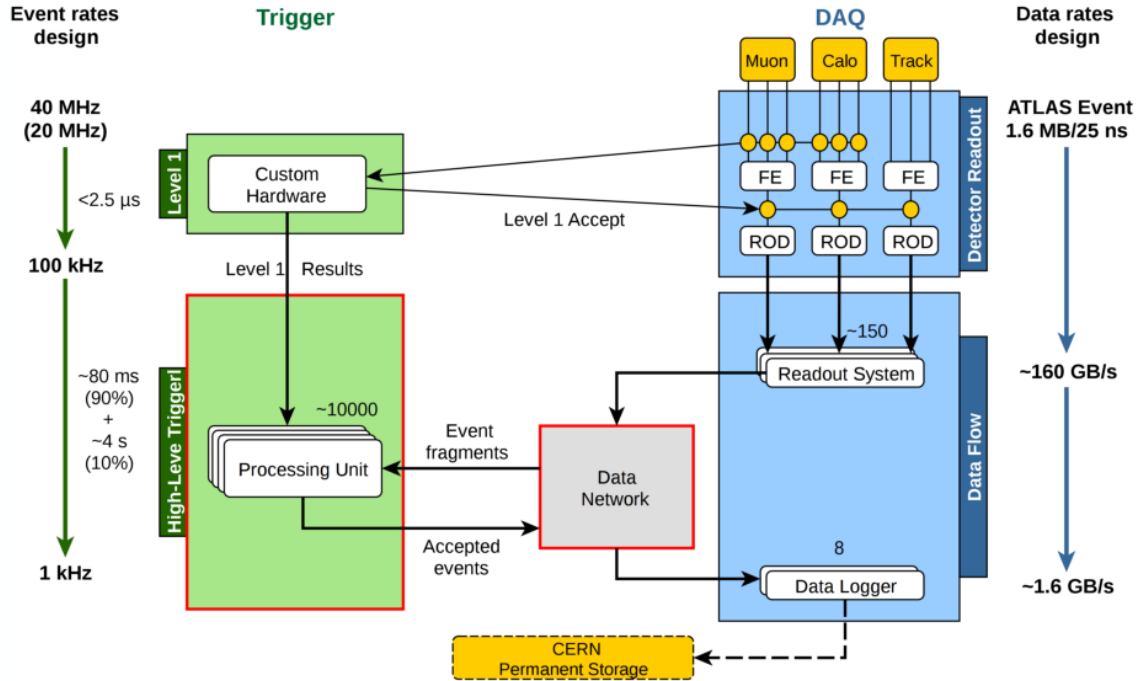 Event rates
design
Trigger
DAQ
Data rates
design
Muon
Calo
Track
40 MHz
(20 MHz)
ATLAS Event
1.6 MB/25 ns
Level 1
Custom
Hardware
FE
FE
FE
Detector Readout
<2.5 µs
Level 1 Accept
ROD
ROD
ROD
100 kHz
Level 1 Results
~150
Readout System
~160 GB/s
~80 ms
(90%)
+
~4 s
(10%)
High-Leve Triggerl
~10000
Processing Unit
Event
fragments
Data
Network
Data Flow
Accepted
events
8
Data Logger
1 kHz
~1.6 GB/s
CERN
Permanent Storage